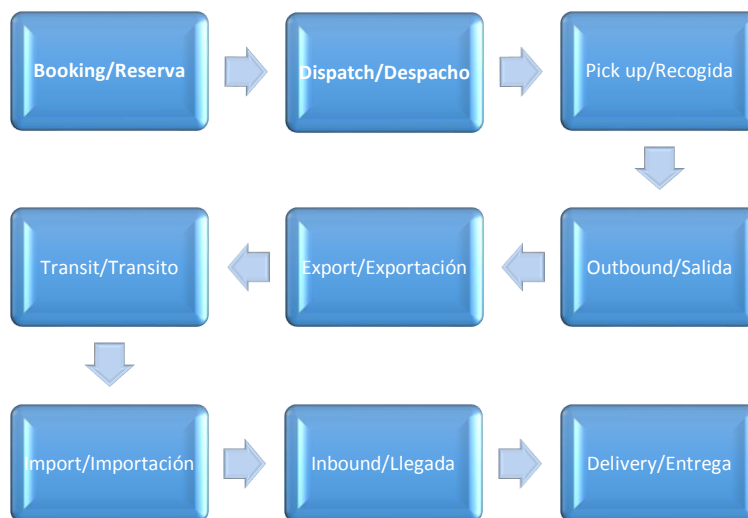 Booking/Reserva
Dispatch/Despacho
Pick up/Recogida
Outbound/Salida
Export/Exportación
Transit/Transito
Import/Importación
Inbound/Llegada
Delivery/Entrega